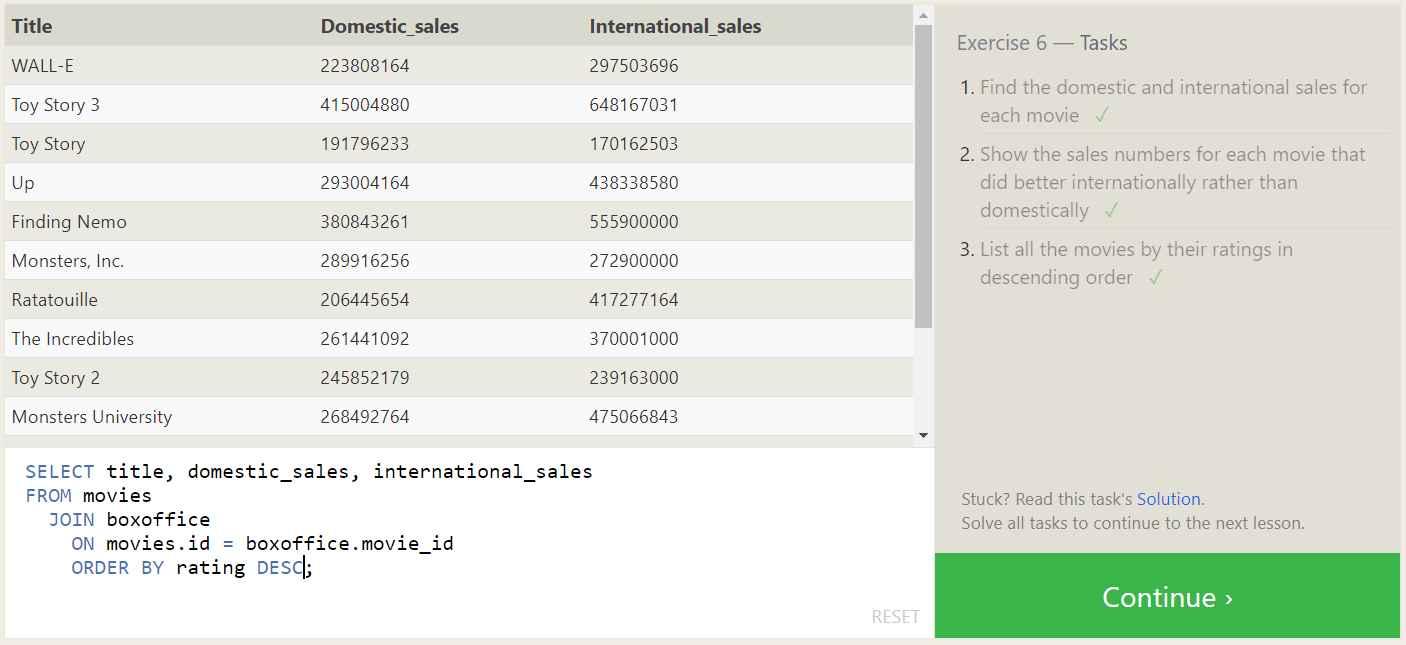 Title Domestic_sales International_sales
WALL-E 223808164 297503696
Toy Story 3 415004880 648167031
Toy Story 191796233 170162503
Up 293004164 438338580
Finding Nemo 380843261 555900000
Monsters, Inc. 289916256 272900000
Ratatouille 206445654 417277164
The Incredibles 261441092 370001000
Toy Story 2 245852179 239163000
Monsters University 268492764 475066843
SELECT title, domestic_sales, international_sales
FROM movies
JOIN boxoffice
ON movies.id = boxoffice.movie_id
ORDER BY rating DESC;
RESET
Exercise 6 — Tasks
1. Find the domestic and international sales for
each movie ✓
2. Show the sales numbers for each movie that
did better internationally rather than
domestically ✓
3. List all the movies by their ratings in
descending order ✓
Stuck? Read this task's Solution.
Solve all tasks to continue to the next lesson.
Continue ›